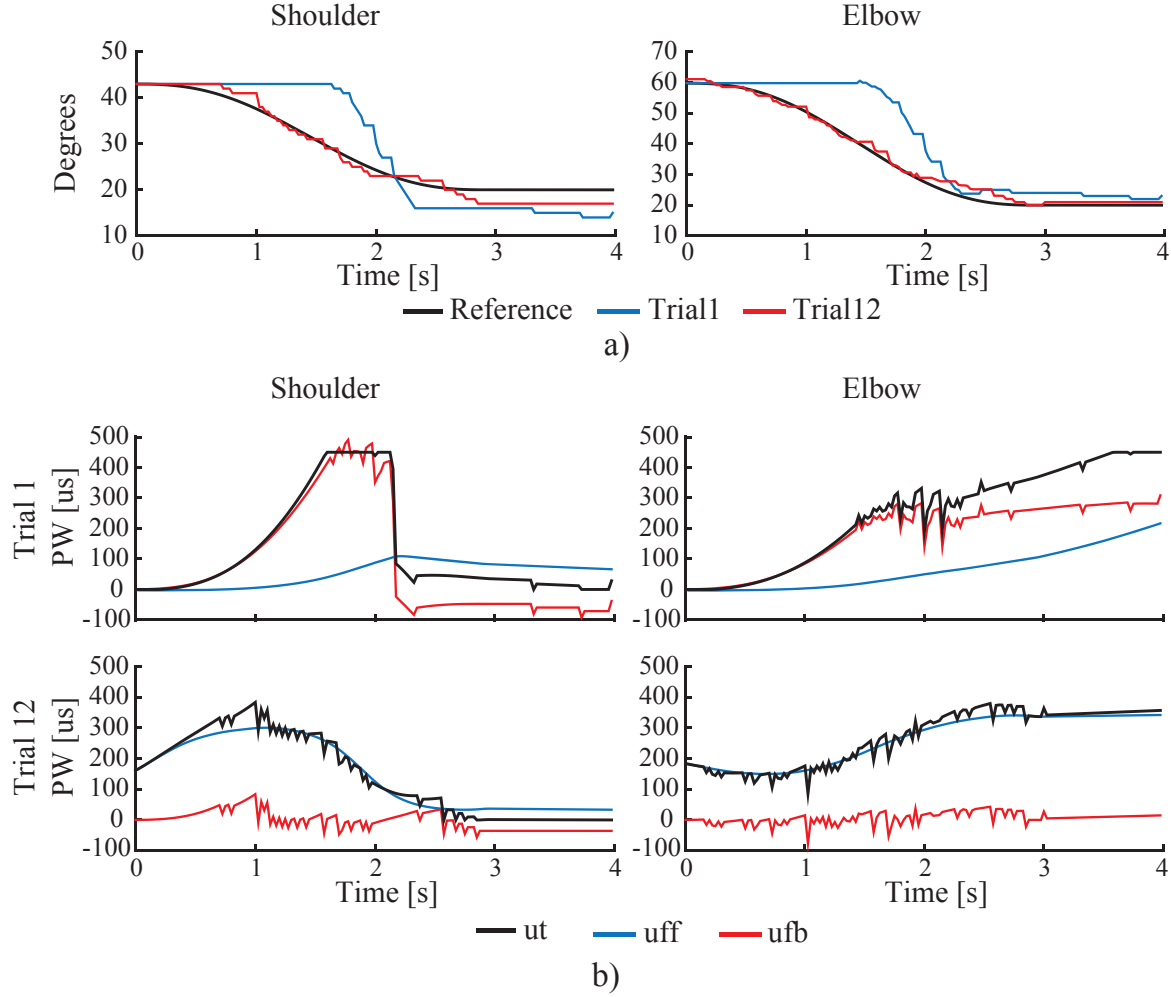 Shoulder Elbow
50
40
30
20
10
Degrees
0 1 2 3 4
Time [s]
70
60
50
40
30
20
10
0 1 2 3 4
Time [s]
Reference Trial1 Trial12
a)
Shoulder Elbow
Trial 1
PW [us]
500
400
300
200
100
0
-100
500
400
300
200
100
0
-100
Trial 12
PW [us]
500
400
300
200
100
0
-100
0 1 2 3 4
Time [s]
500
400
300
200
100
0
-100
0 1 2 3 4
Time [s]
ut uff ufb
b)